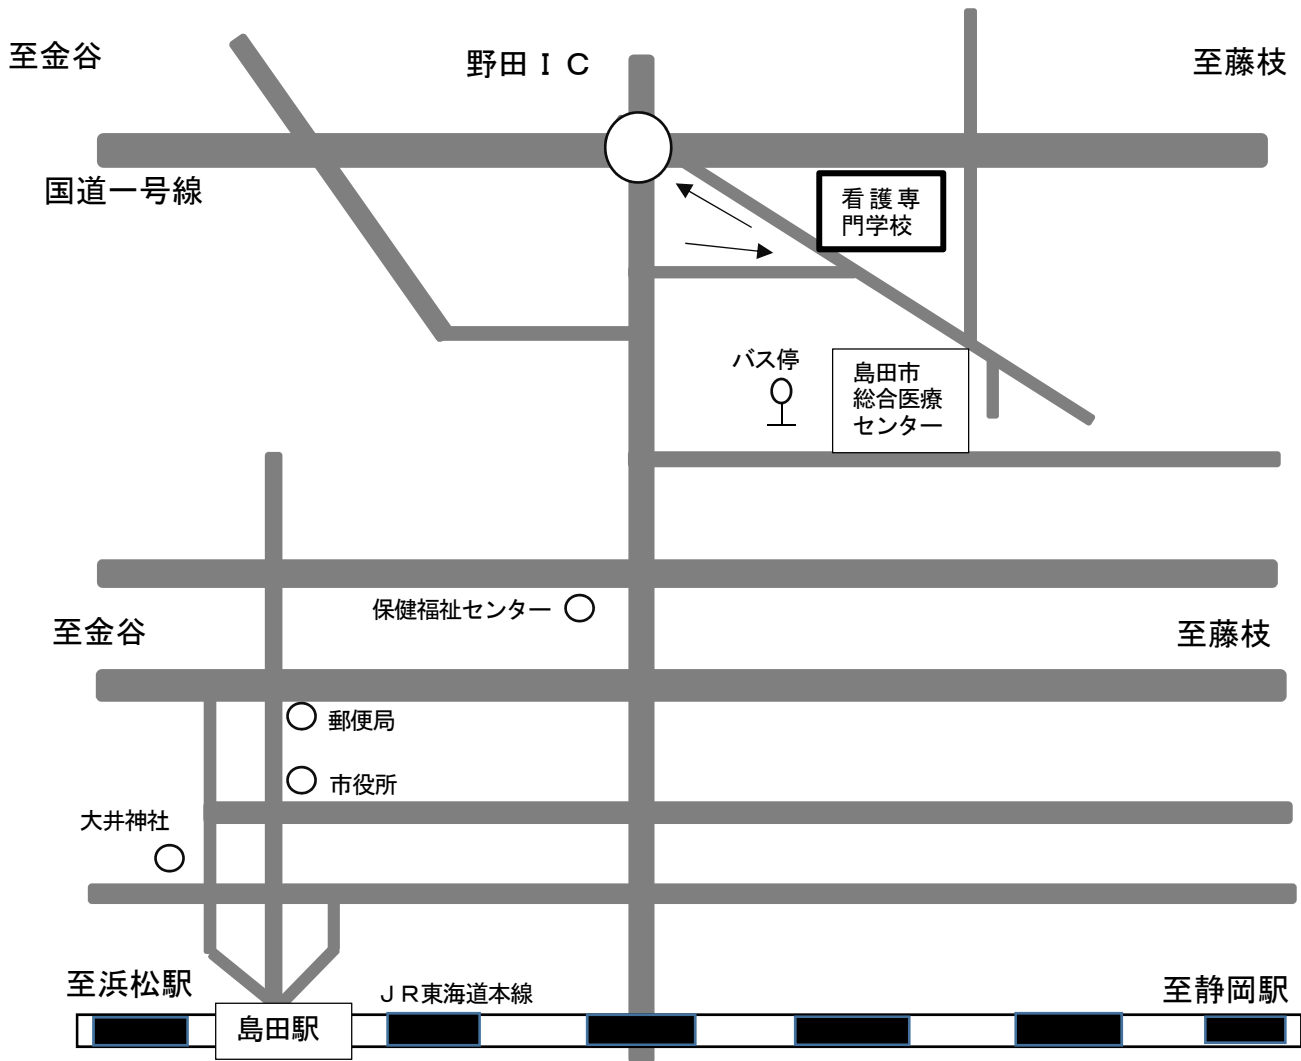 至金谷
野田ＩＣ
至藤枝
国道一号線
看護専
門学校
バス停
島田市
総合医療
センター
保健福祉センター
至金谷
至藤枝
郵便局
市役所
大井神社
至浜松駅
ＪＲ東海道本線
至静岡駅
島田駅